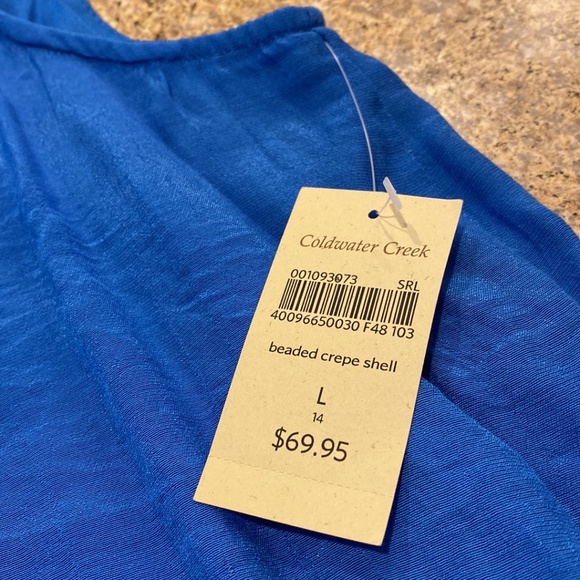 Coldwater Creek
001093073 SRL
40096650030 F48 103
beaded crepe shell
L
14
$69.95